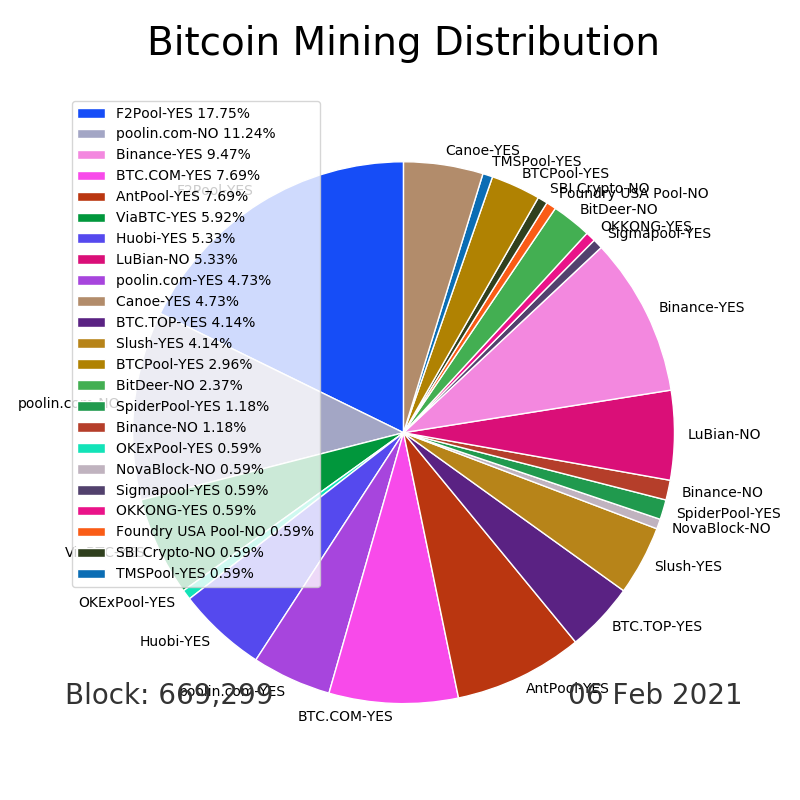 Bitcoin Mining Distribution
F2Pool-YES 17.75%
poolin.com-NO 11.24%
Binance-YES 9.47%
BTC.COM-YES 7.69%
AntPool-YES 7.69%
ViaBTC-YES 5.92%
Huobi-YES 5.33%
LuBian-NO 5.33%
poolin.com-YES 4.73%
Canoe-YES 4.73%
BTC.TOP-YES 4.14%
Slush-YES 4.14%
BTCPool-YES 2.96%
BitDeer-NO 2.37%
SpiderPool-YES 1.18%
Binance-NO 1.18%
OKExPool-YES 0.59%
NovaBlock-NO 0.59%
Sigmapool-YES 0.59%
OKKONG-YES 0.59%
Foundry USA Pool-NO 0.59%
SBI Crypto-NO 0.59%
TMSPool-YES 0.59%
Canoe-YES
TMSPool-YES
BTCPool-YES
SBI Crypto-NO
Foundry USA Pool-NO
BitDeer-NO
OKKONG-YES
Sigmapool-YES
Binance-YES
LuBian-NO
Binance-NO
SpiderPool-YES
NovaBlock-NO
Slush-YES
BTC.TOP-YES
AntPool-YES
BTC.COM-YES
poolin.com-YES
Huobi-YES
OKExPool-YES
ViaBTC-YES
poolin.com-NO
F2Pool-YES
Block: 669,299
06 Feb 2021